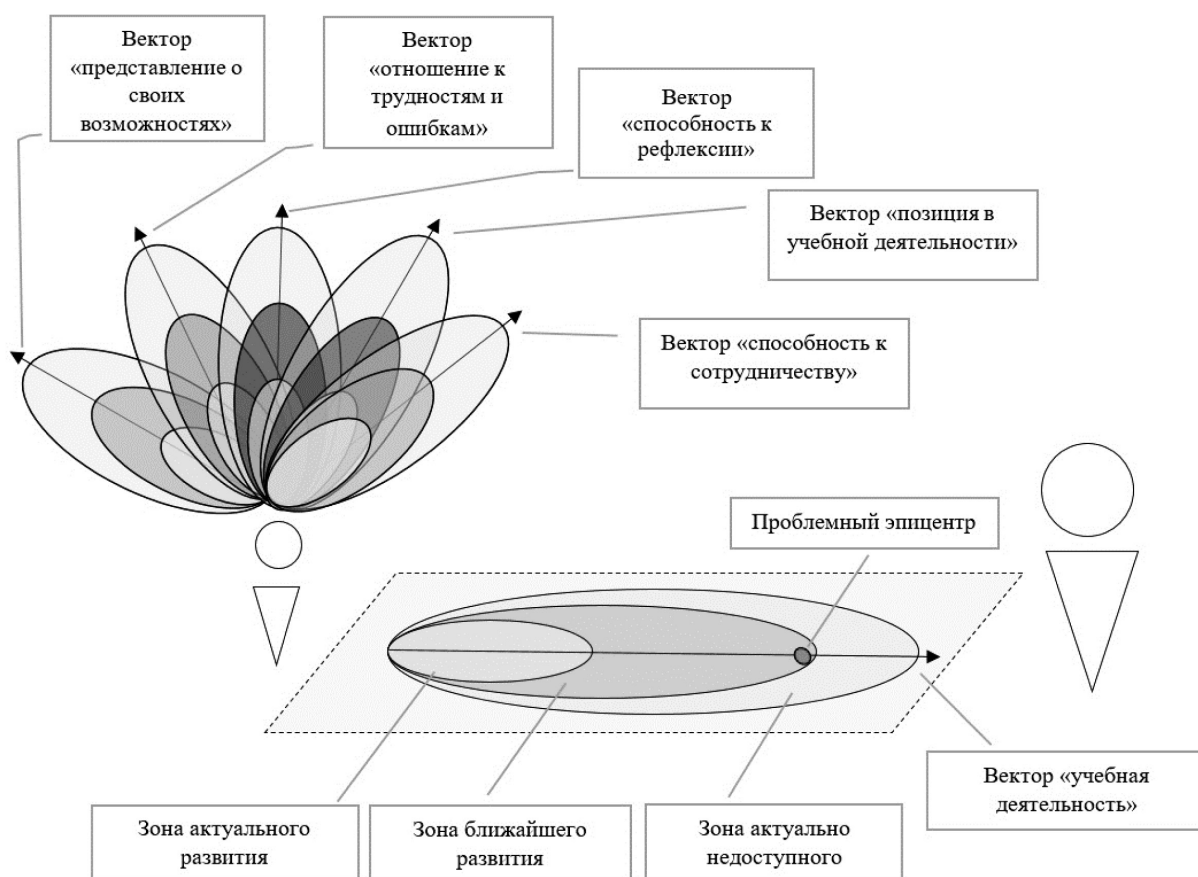 Вектор
«представление о
своих
возможностях»
Вектор
«отношение к
трудностям и
ошибкам»
Вектор
«способность к
рефлексии»
Вектор «позиция в
учебной деятельности»
Вектор «способность к
сотрудничеству»
Проблемный эпицентр
Вектор «учебная
деятельность»
Зона актуального
развития
Зона ближайшего
развития
Зона актуально
недоступного